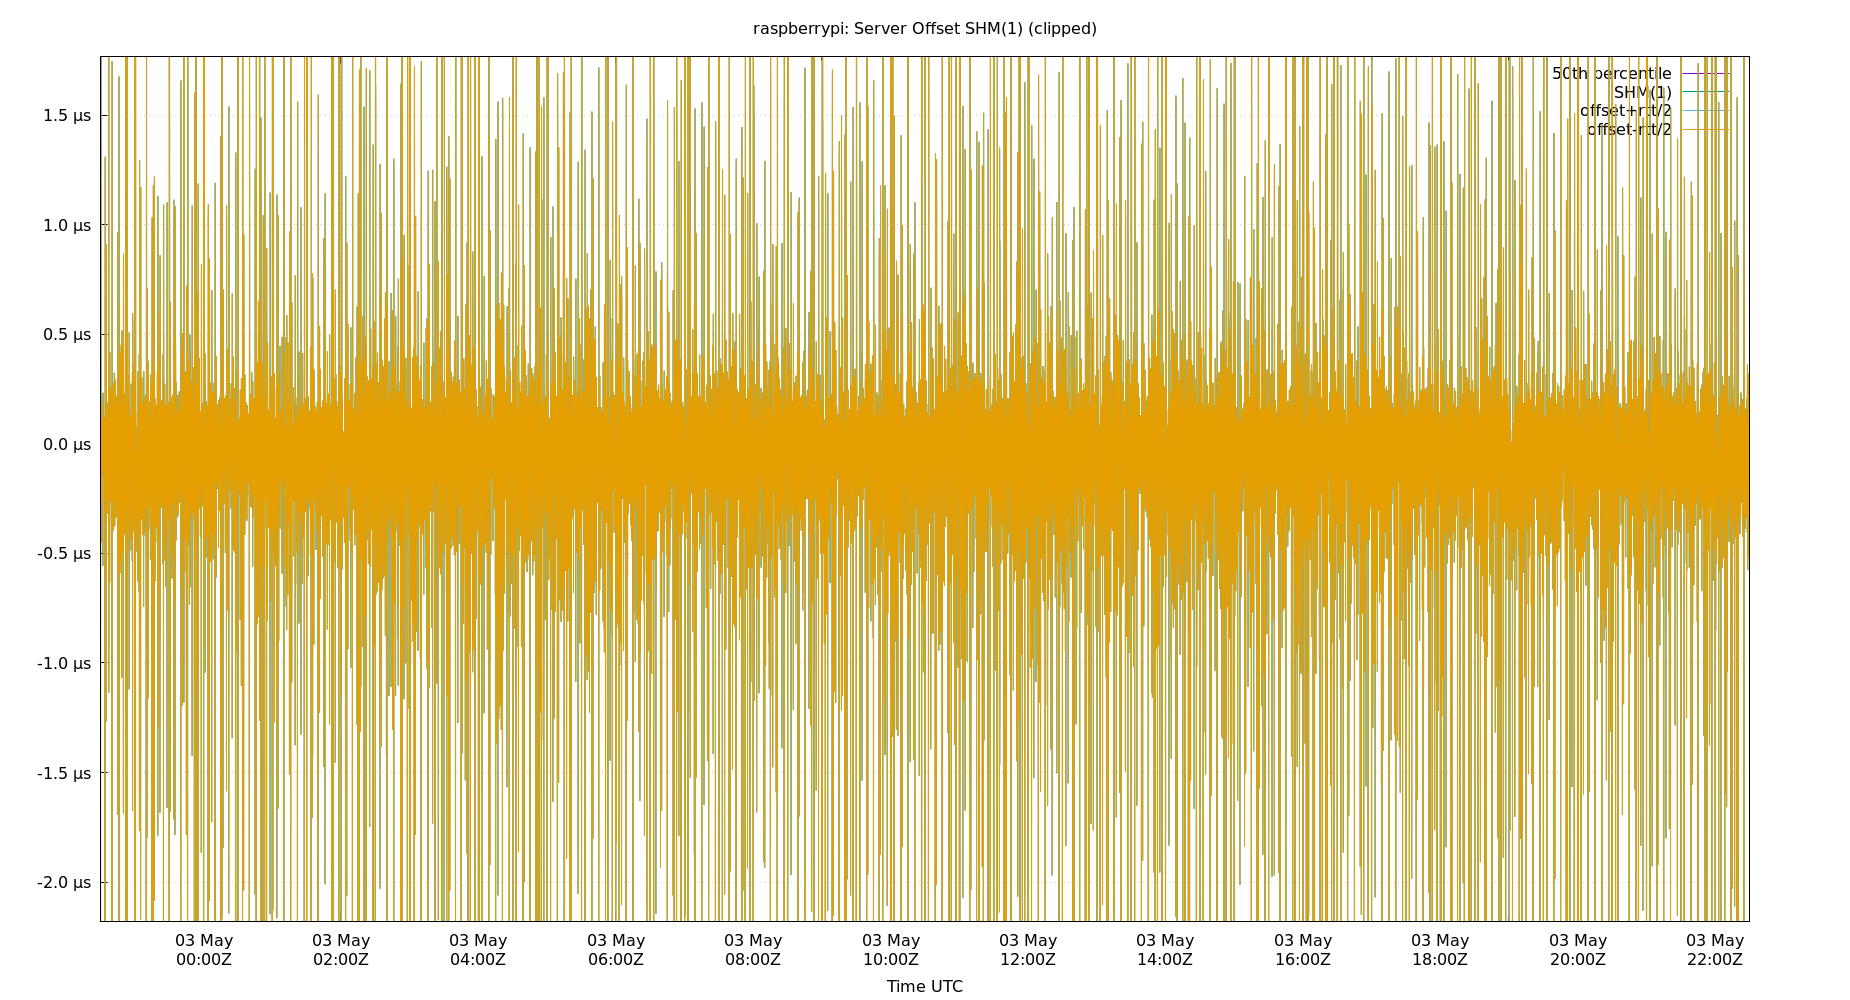 raspberrypi: Server Offset SHM(1) (clipped)
50th percentile
SHM(1)
offset+rtt/2
offset-rtt/2
1.5 µs
1.0 µs
0.5 µs
0.0 µs
-0.5 µs
-1.0 µs
-1.5 µs
-2.0 µs
03 May 03 May 03 May 03 May 03 May 03 May 03 May 03 May 03 May 03 May 03 May 03 May
00:00Z 02:00Z 04:00Z 06:00Z 08:00Z 10:00Z 12:00Z 14:00Z 16:00Z 18:00Z 20:00Z 22:00Z
Time UTC